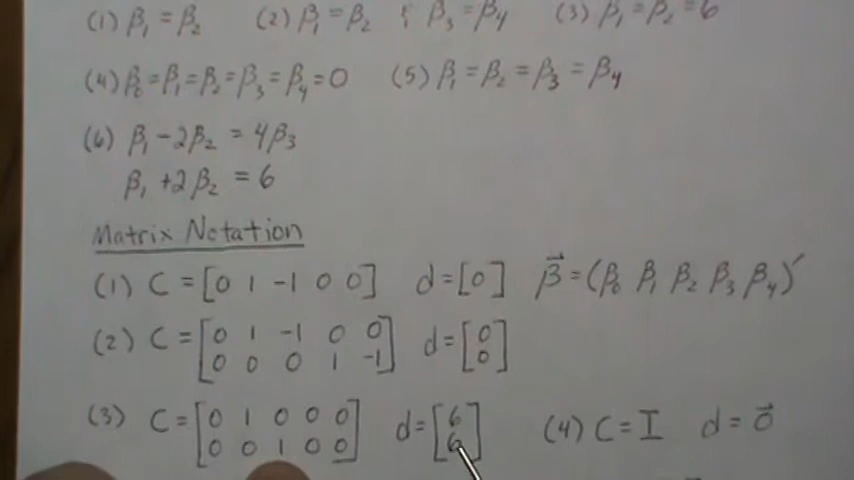 (1) β₁ = β₂ (2) β₁ = β₂ & β₃ = β₄ (3) β₁ = β₂ = 6
(4) β₀ = β₁ = β₂ = β₃ = β₄ = 0 (5) β₁ = β₂ = β₃ = β₄
(6) β₁ - 2β₂ = 4β₃
β₁ + 2β₂ = 6
Matrix Notation
(1) C = [0 1 -1 0 0] d = [0] β⃗ = (β₀ β₁ β₂ β₃ β₄)′
(2) C = [0 1 -1 0 0; 0 0 0 1 -1] d = [0; 0]
(3) C = [0 1 0 0 0; 0 0 1 0 0] d = [6; 6] (4) C = I d = 0⃗